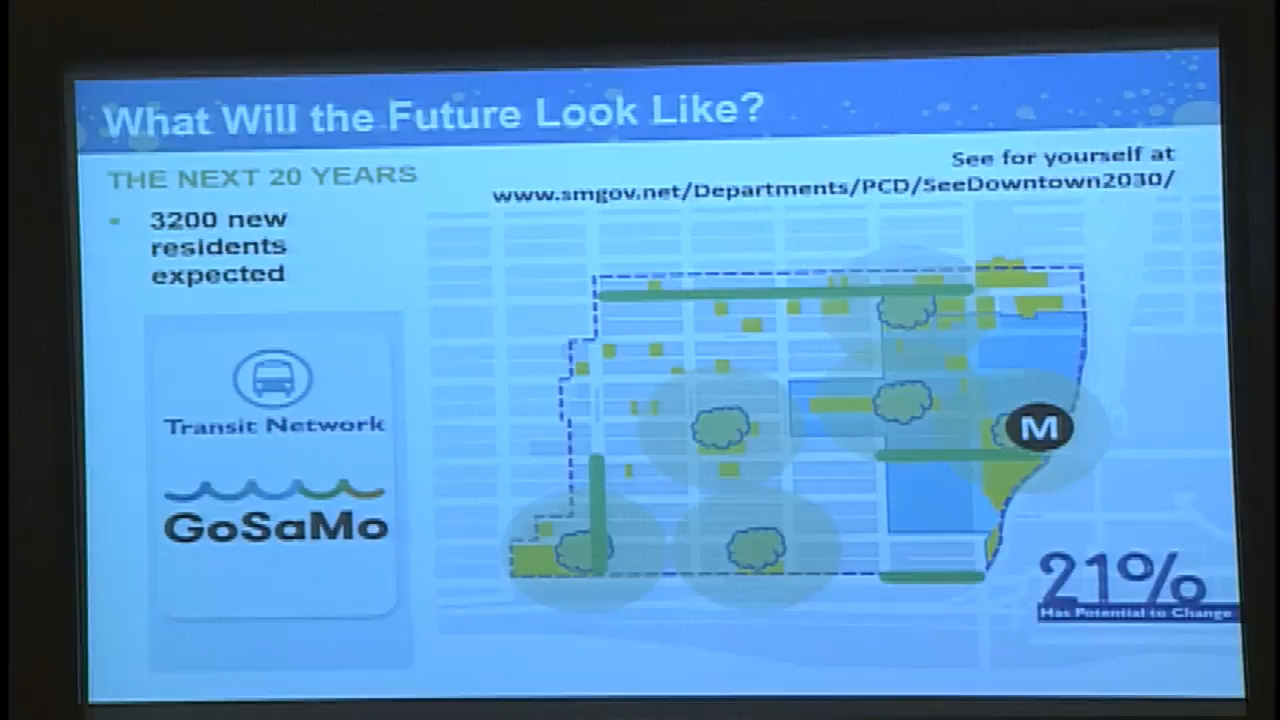 What Will the Future Look Like?
See for yourself at
www.smgov.net/Departments/PCD/SeeDowntown2030/
THE NEXT 20 YEARS
3200 new
residents
expected
Transit Network
GoSaMo
M
21%
Has Potential to Change